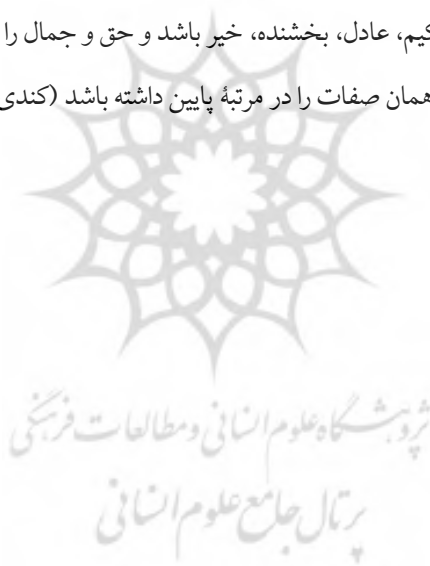 کیم، عادل، بخشنده، خیر باشد و حق و جمال را
همان صفات را در مرتبهٔ پایین داشته باشد (کندی
پژوهشگاه علوم انسانی و مطالعات فرهنگی
پرتال جامع علوم انسانی